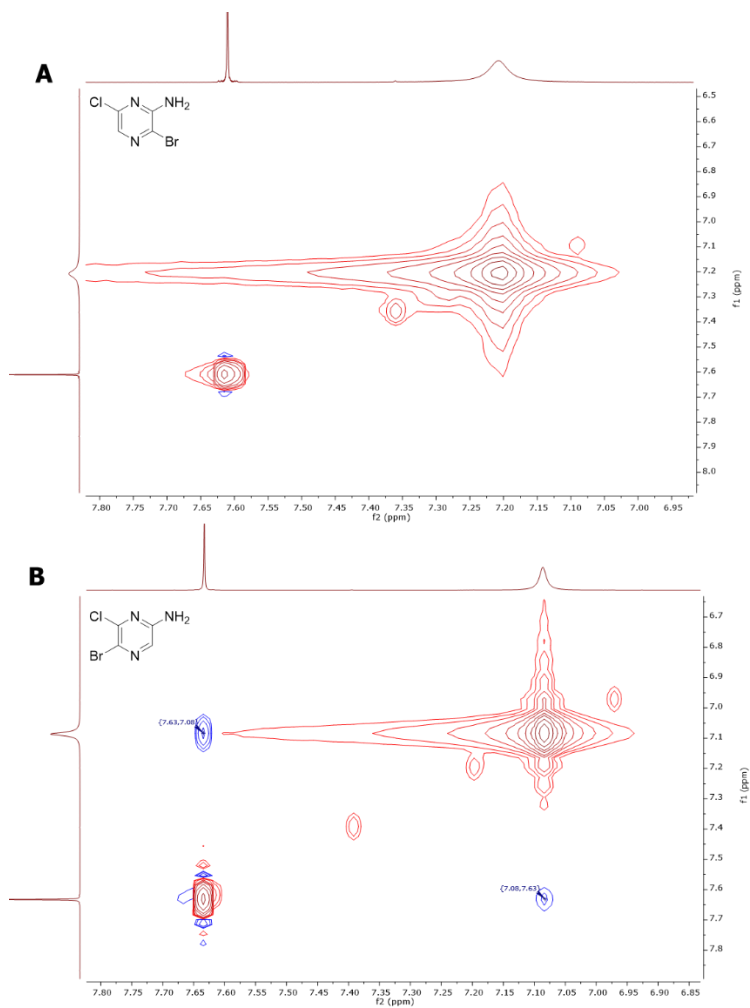 A
Cl
N
NH₂
N
Br
6.5
6.6
6.7
6.8
6.9
7.0
7.1
7.2
7.3
7.4
7.5
7.6
7.7
7.8
7.9
8.0
f1 (ppm)
7.80 7.75 7.70 7.65 7.60 7.55 7.50 7.45 7.40 7.35 7.30 7.25 7.20 7.15 7.10 7.05 7.00 6.95
f2 (ppm)
B
Cl
N
NH₂
Br
N
{7.63,7.08}
{7.08,7.63}
6.7
6.8
6.9
7.0
7.1
7.2
7.3
7.4
7.5
7.6
7.7
7.8
f1 (ppm)
7.80 7.75 7.70 7.65 7.60 7.55 7.50 7.45 7.40 7.35 7.30 7.25 7.20 7.15 7.10 7.05 7.00 6.95 6.90 6.85
f2 (ppm)